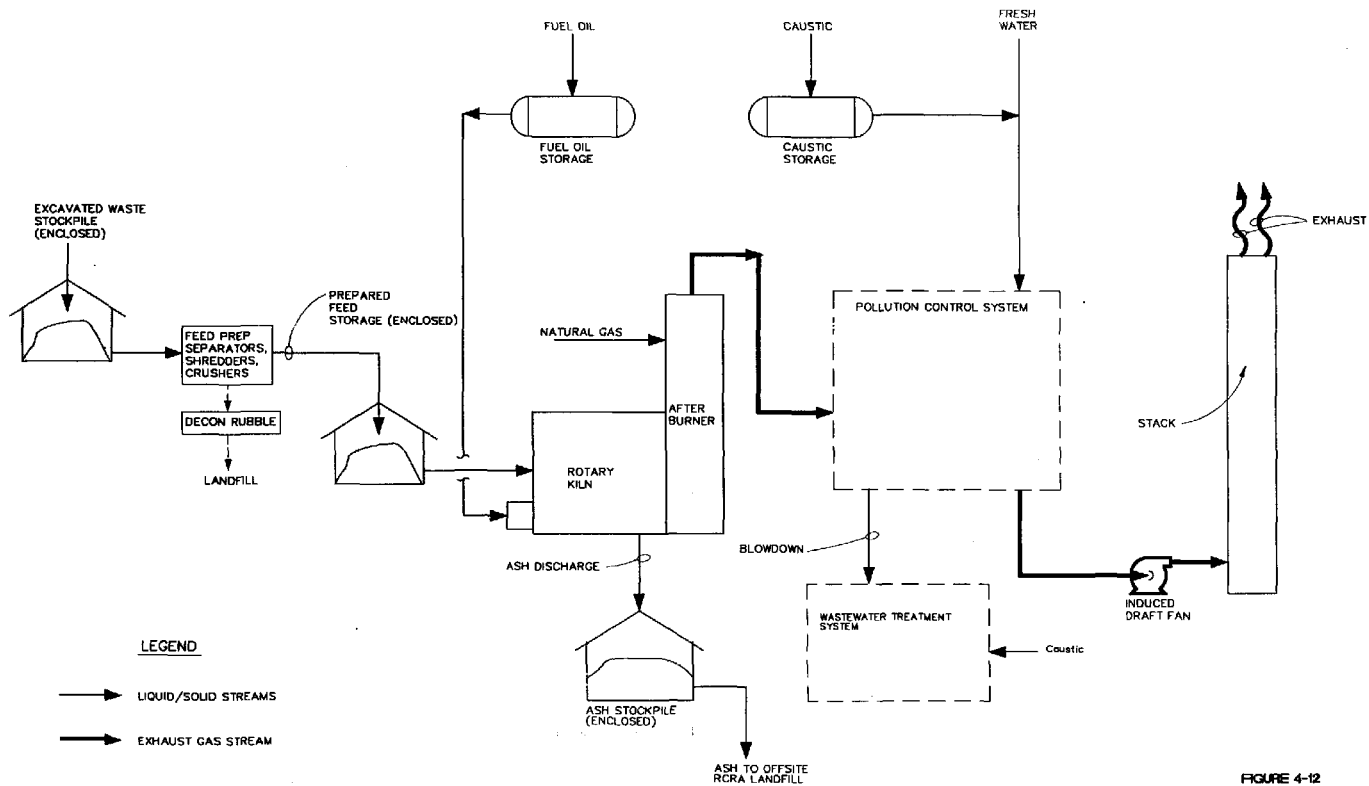 FUEL OIL
CAUSTIC
FRESH
WATER
FUEL OIL
STORAGE
CAUSTIC
STORAGE
EXCAVATED WASTE
STOCKPILE
(ENCLOSED)
EXHAUST
PREPARED
FEED
STORAGE (ENCLOSED)
POLLUTION CONTROL SYSTEM
NATURAL GAS
FEED PREP
SEPARATORS,
SHREDDERS,
CRUSHERS
AFTER
BURNER
DECON RUBBLE
STACK
LANDFILL
ROTARY
KILN
BLOWDOWN
ASH DISCHARGE
INDUCED
DRAFT FAN
WASTEWATER TREATMENT
SYSTEM
Caustic
LEGEND
LIQUID/SOLID STREAMS
ASH STOCKPILE
(ENCLOSED)
EXHAUST GAS STREAM
ASH TO OFFSITE
RCRA LANDFILL
FIGURE 4-12